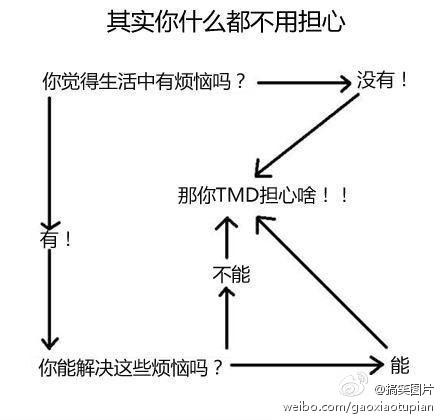 其实你什么都不用担心
你觉得生活中有烦恼吗？
没有！
那你TMD担心啥！！
有！
不能
你能解决这些烦恼吗？
能
@搞笑图片
weibo.com/gaoxiaotupian